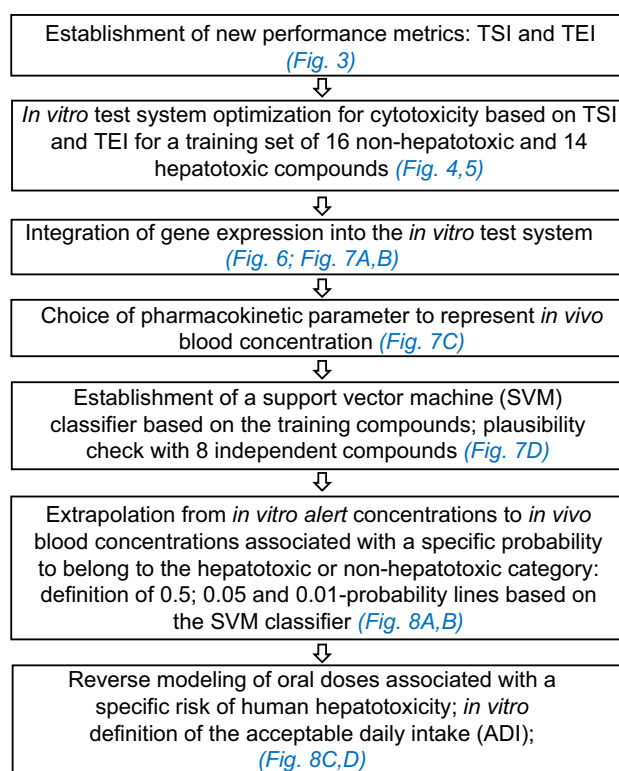 Establishment of new performance metrics: TSI and TEI
(Fig. 3)
In vitro test system optimization for cytotoxicity based on TSI
and TEI for a training set of 16 non-hepatotoxic and 14
hepatotoxic compounds (Fig. 4,5)
Integration of gene expression into the in vitro test system
(Fig. 6; Fig. 7A,B)
Choice of pharmacokinetic parameter to represent in vivo
blood concentration (Fig. 7C)
Establishment of a support vector machine (SVM)
classifier based on the training compounds; plausibility
check with 8 independent compounds (Fig. 7D)
Extrapolation from in vitro alert concentrations to in vivo
blood concentrations associated with a specific probability
to belong to the hepatotoxic or non-hepatotoxic category:
definition of 0.5; 0.05 and 0.01-probability lines based on
the SVM classifier (Fig. 8A,B)
Reverse modeling of oral doses associated with a
specific risk of human hepatotoxicity; in vitro
definition of the acceptable daily intake (ADI);
(Fig. 8C,D)